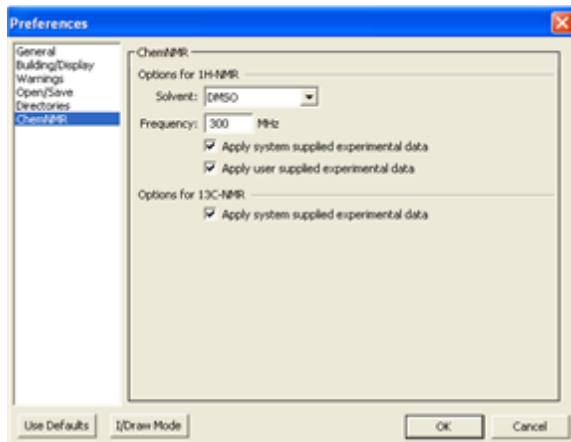 Preferences
General
Building/Display
Warnings
Open/Save
Directories
ChemNMR
ChemNMR
Options for 1H-NMR
Solvent: DMSO
Frequency: 300 MHz
Apply system supplied experimental data
Apply user supplied experimental data
Options for 13C-NMR
Apply system supplied experimental data
Use Defaults I/Draw Mode OK Cancel